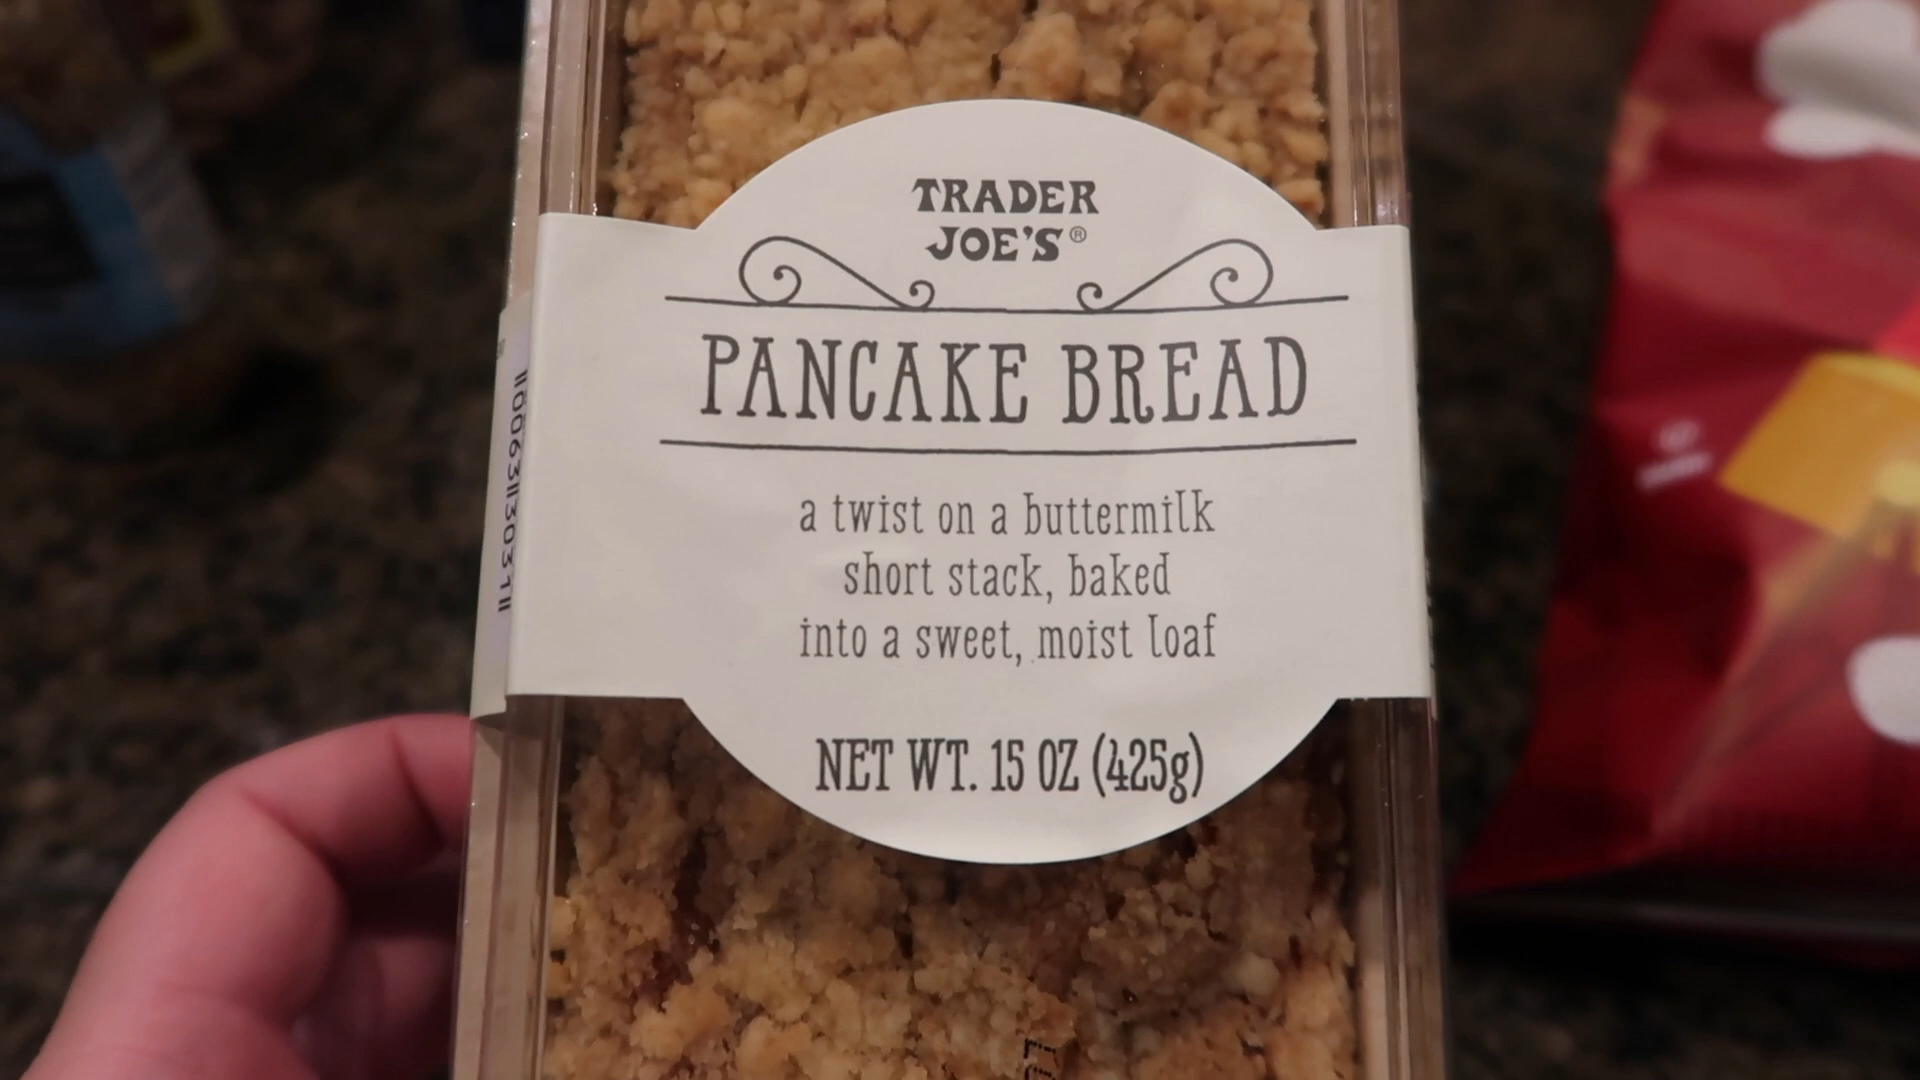 TRADER
JOE'S®
PANCAKE BREAD
a twist on a buttermilk
short stack, baked
into a sweet, moist loaf
NET WT. 15 OZ (425g)